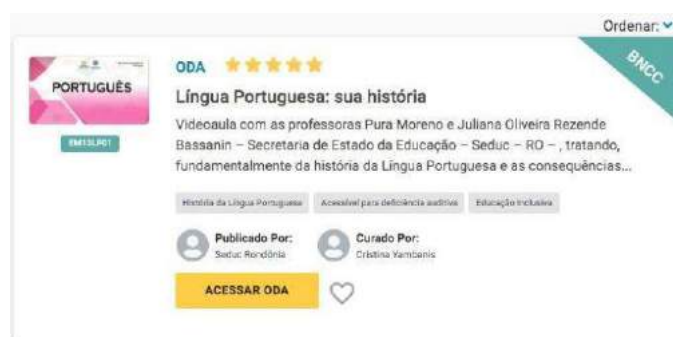 Ordenar:
BNCC
PORTUGUÊS
EM13LP01
ODA
Língua Portuguesa: sua história
Videoaula com as professoras Pura Moreno e Juliana Oliveira Rezende
Bassanin – Secretaria de Estado da Educação – Seduc – RO – , tratando,
fundamentalmente da história da Língua Portuguesa e as consequências...
História da Língua Portuguesa Acessível para deficiência auditiva Educação Inclusiva
Publicado Por: Curado Por:
Seduc Rondônia Cristina Yambanis
ACESSAR ODA